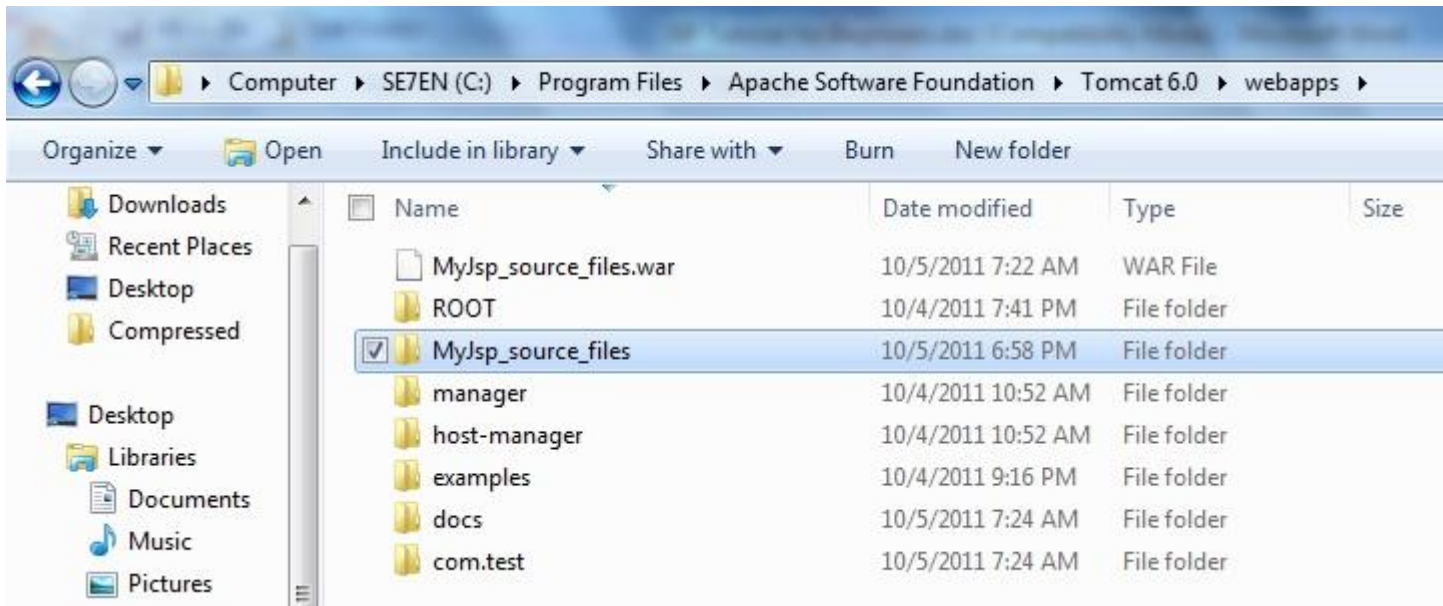 Computer SE7EN (C:) Program Files Apache Software Foundation Tomcat 6.0 webapps
Organize Open Include in library Share with Burn New folder
Downloads
Recent Places
Desktop
Compressed
Desktop
Libraries
Documents
Music
Pictures
Name Date modified Type Size
MyJsp_source_files.war 10/5/2011 7:22 AM WAR File
ROOT 10/4/2011 7:41 PM File folder
MyJsp_source_files 10/5/2011 6:58 PM File folder
manager 10/4/2011 10:52 AM File folder
host-manager 10/4/2011 10:52 AM File folder
examples 10/4/2011 9:16 PM File folder
docs 10/5/2011 7:24 AM File folder
com.test 10/5/2011 7:24 AM File folder